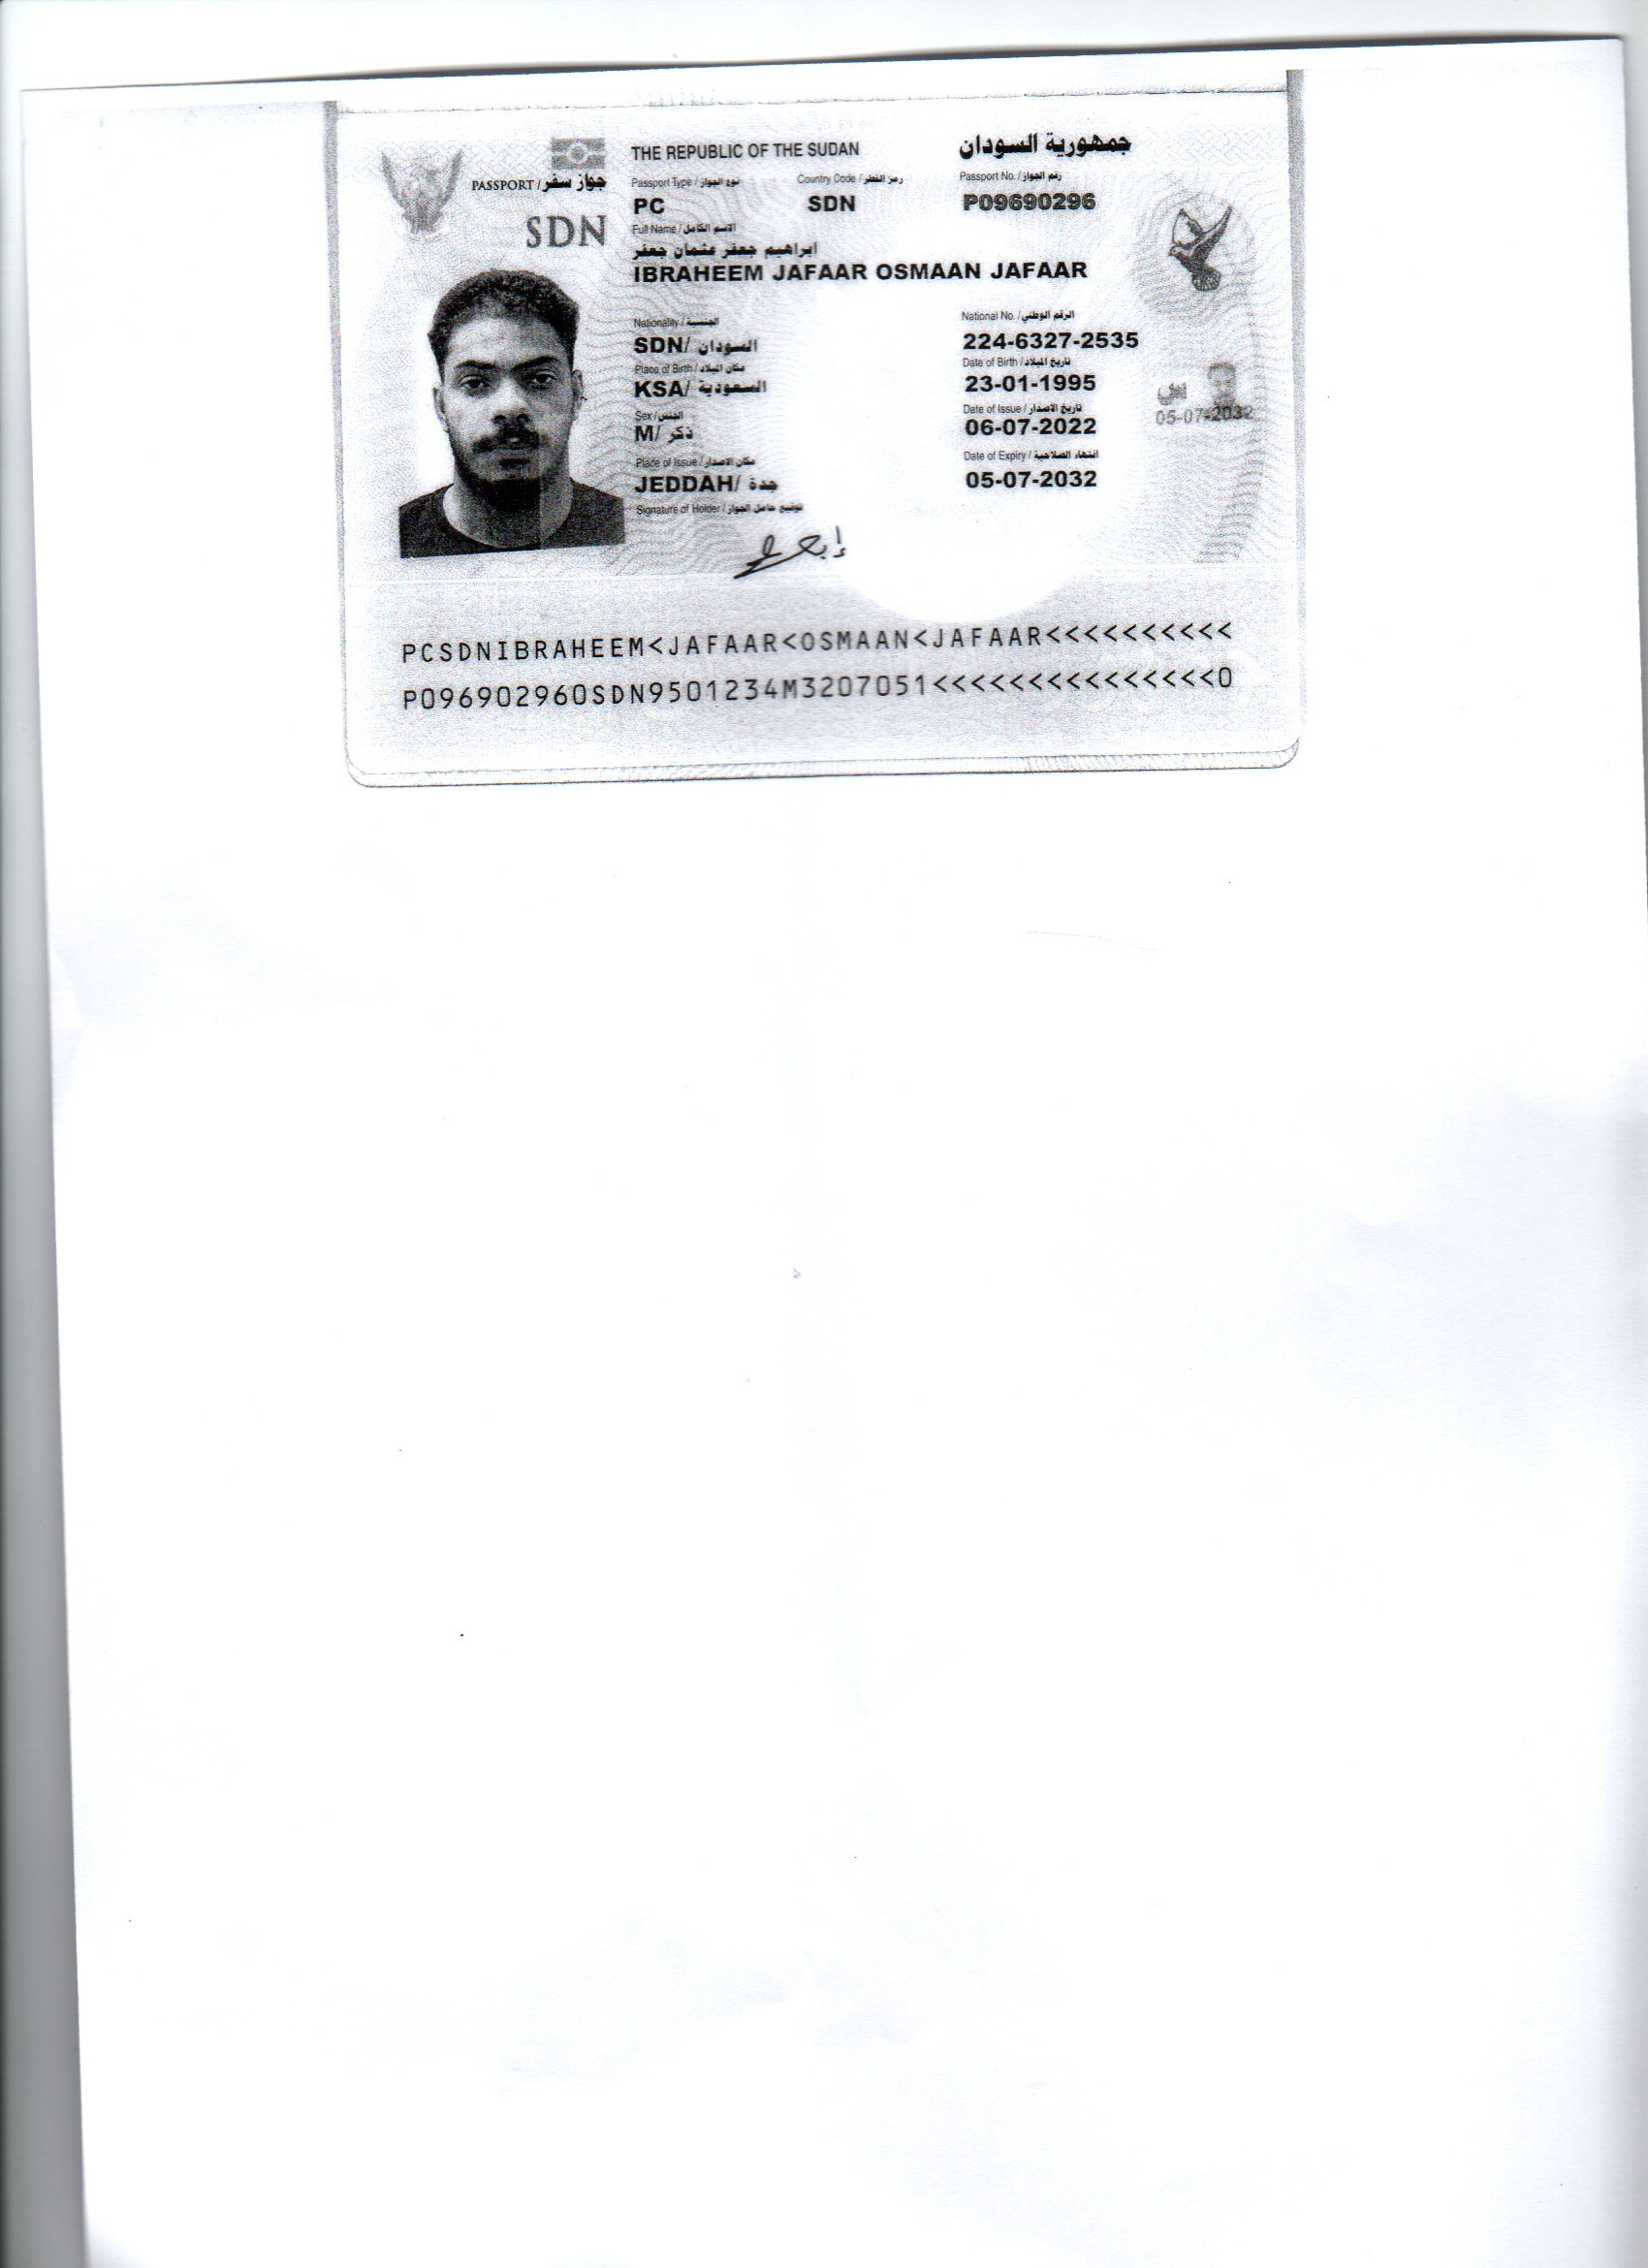 THE REPUBLIC OF THE SUDAN جمهورية السودان
PASSPORT / جواز سفر
SDN
Passport Type / نوع الجواز Country Code / رمز القطر Passport No. / رقم الجواز
PC SDN P09690296
Full Name / الاسم الكامل
ابراهيم جعفر عثمان جعفر
IBRAHEEM JAFAAR OSMAAN JAFAAR
Nationality / الجنسية National No. / الرقم الوطني
SDN/ السودان 224-6327-2535
Place of Birth / مكان الميلاد Date of Birth / تاريخ الميلاد
KSA/ السعودية 23-01-1995
Sex / الجنس Date of Issue / تاريخ الاصدار
M/ ذكر 06-07-2022
05-07-2032
Place of Issue / مكان الاصدار Date of Expiry / انتهاء الصلاحية
JEDDAH/ جدة 05-07-2032
Signature of Holder / توقيع حامل الجواز
PCSDNIBRAHEEM<JAFAAR<OSMAAN<JAFAAR<<<<<<<<<<
P096902960SDN9501234M3207051<<<<<<<<<<<<<<<0